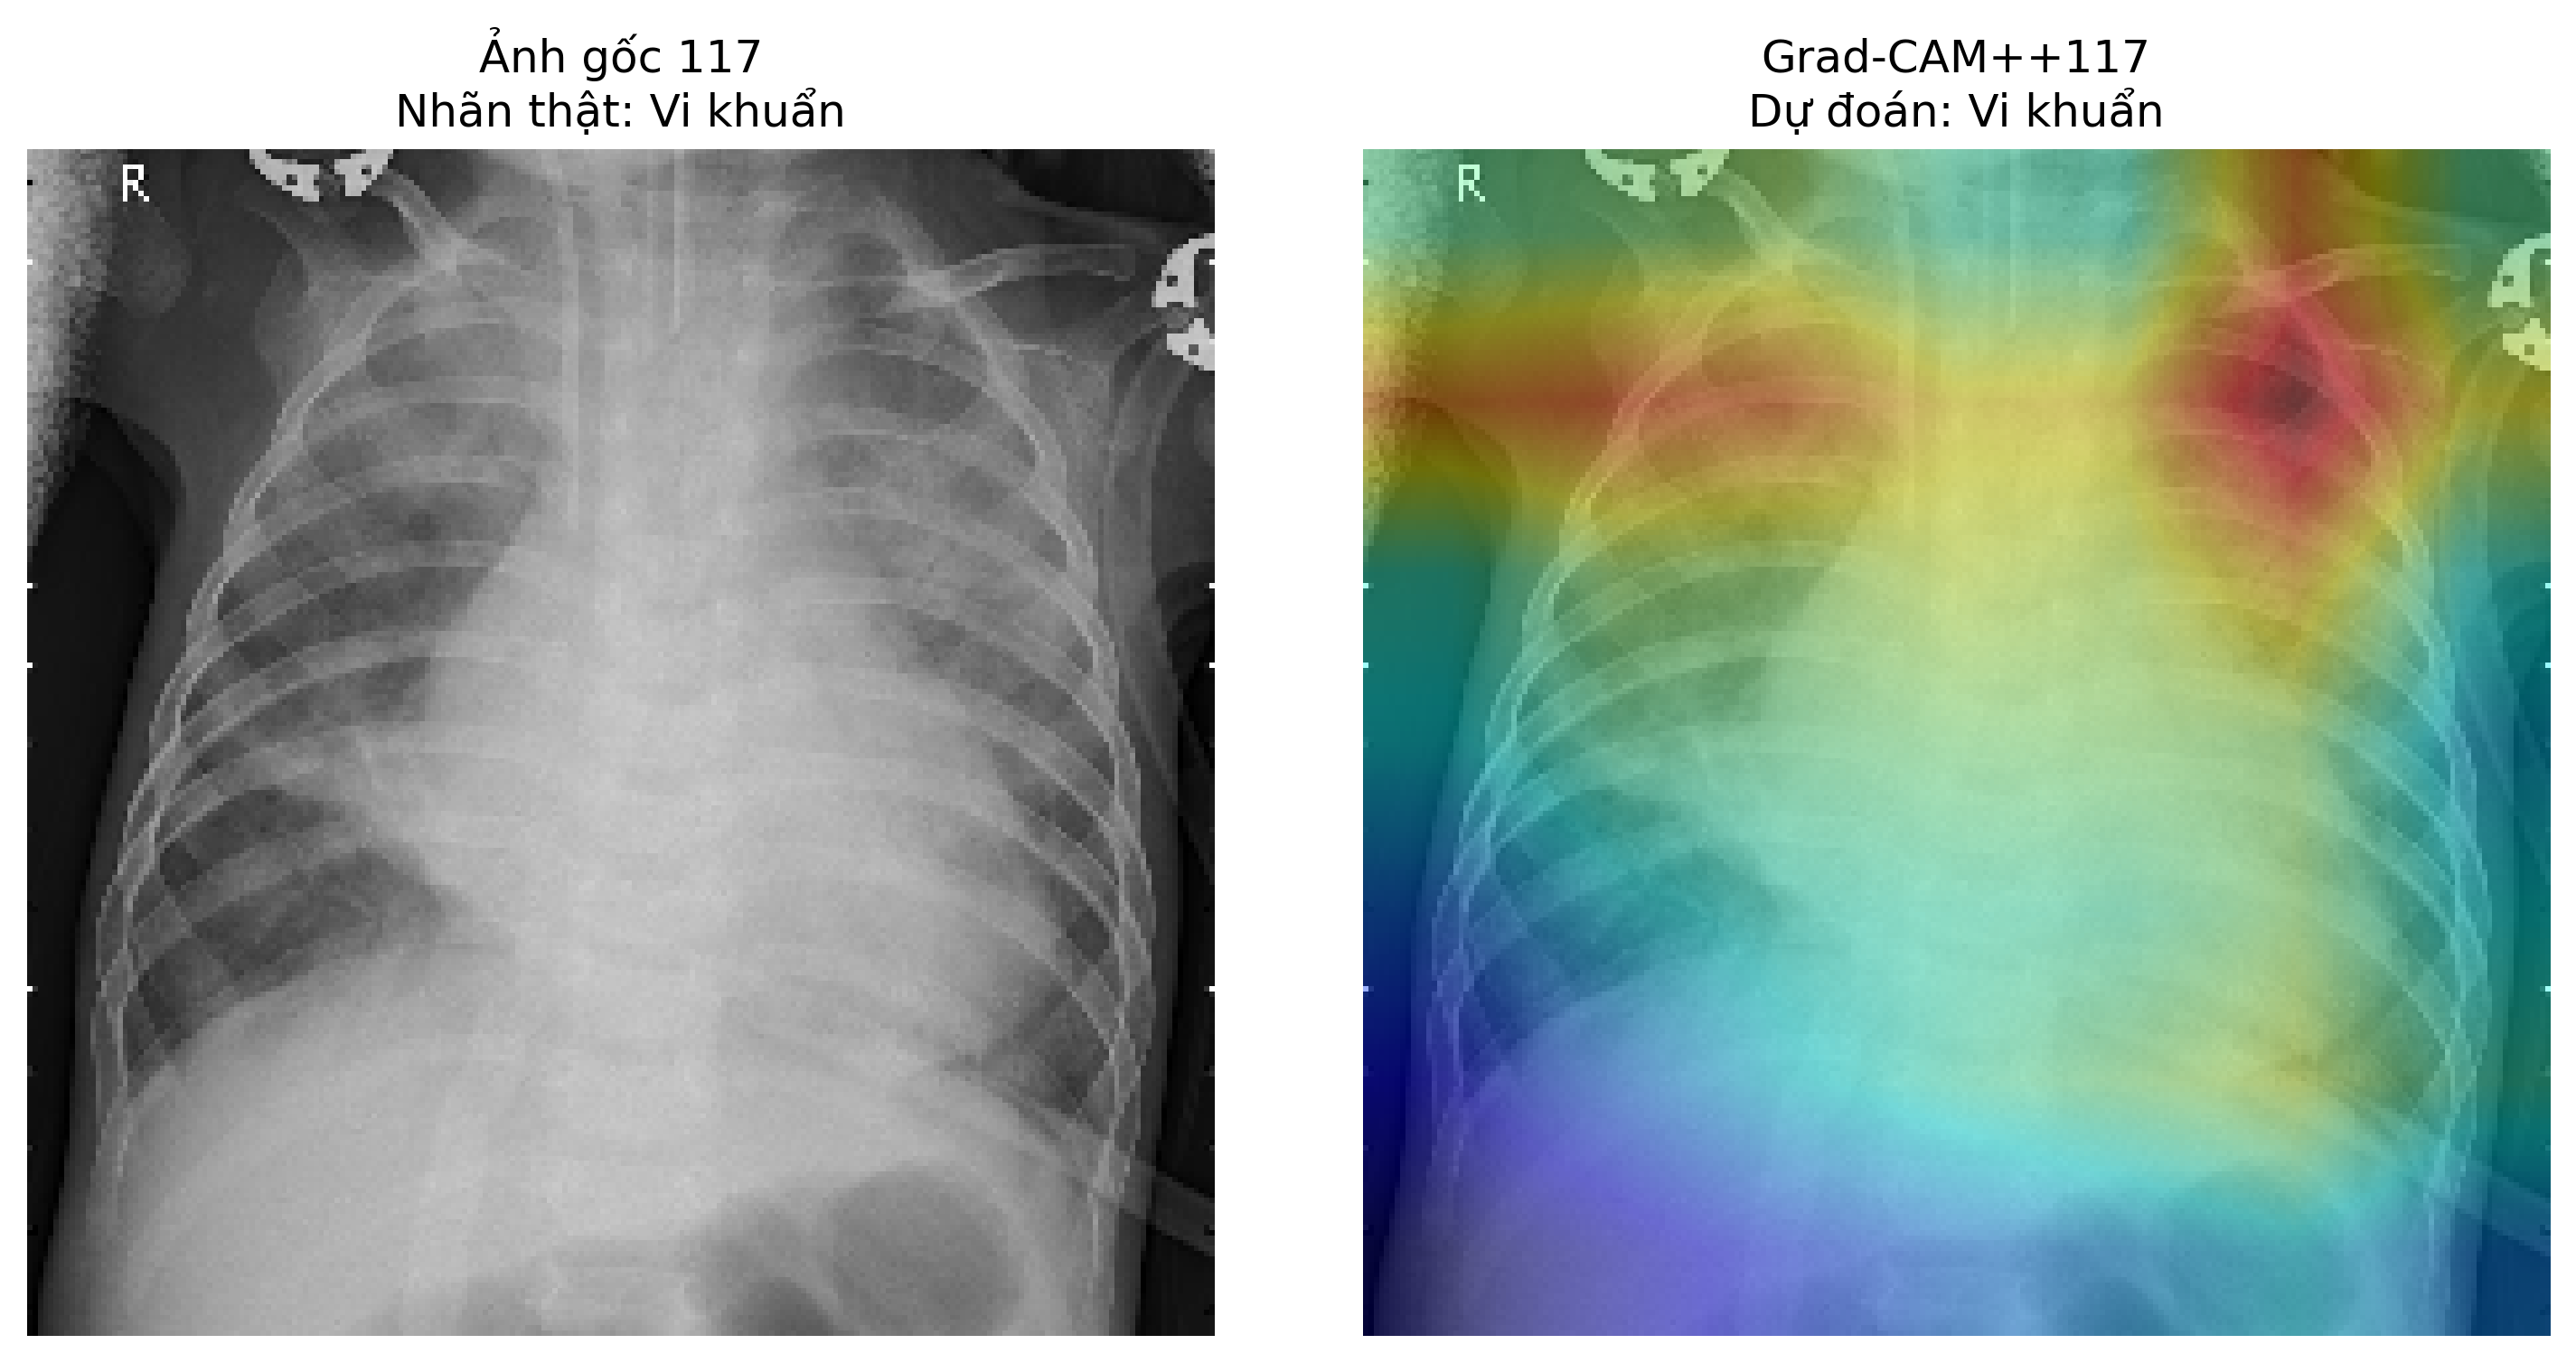 Ảnh gốc 117
Nhãn thật: Vi khuẩn
Grad-CAM++117
Dự đoán: Vi khuẩn
R
R